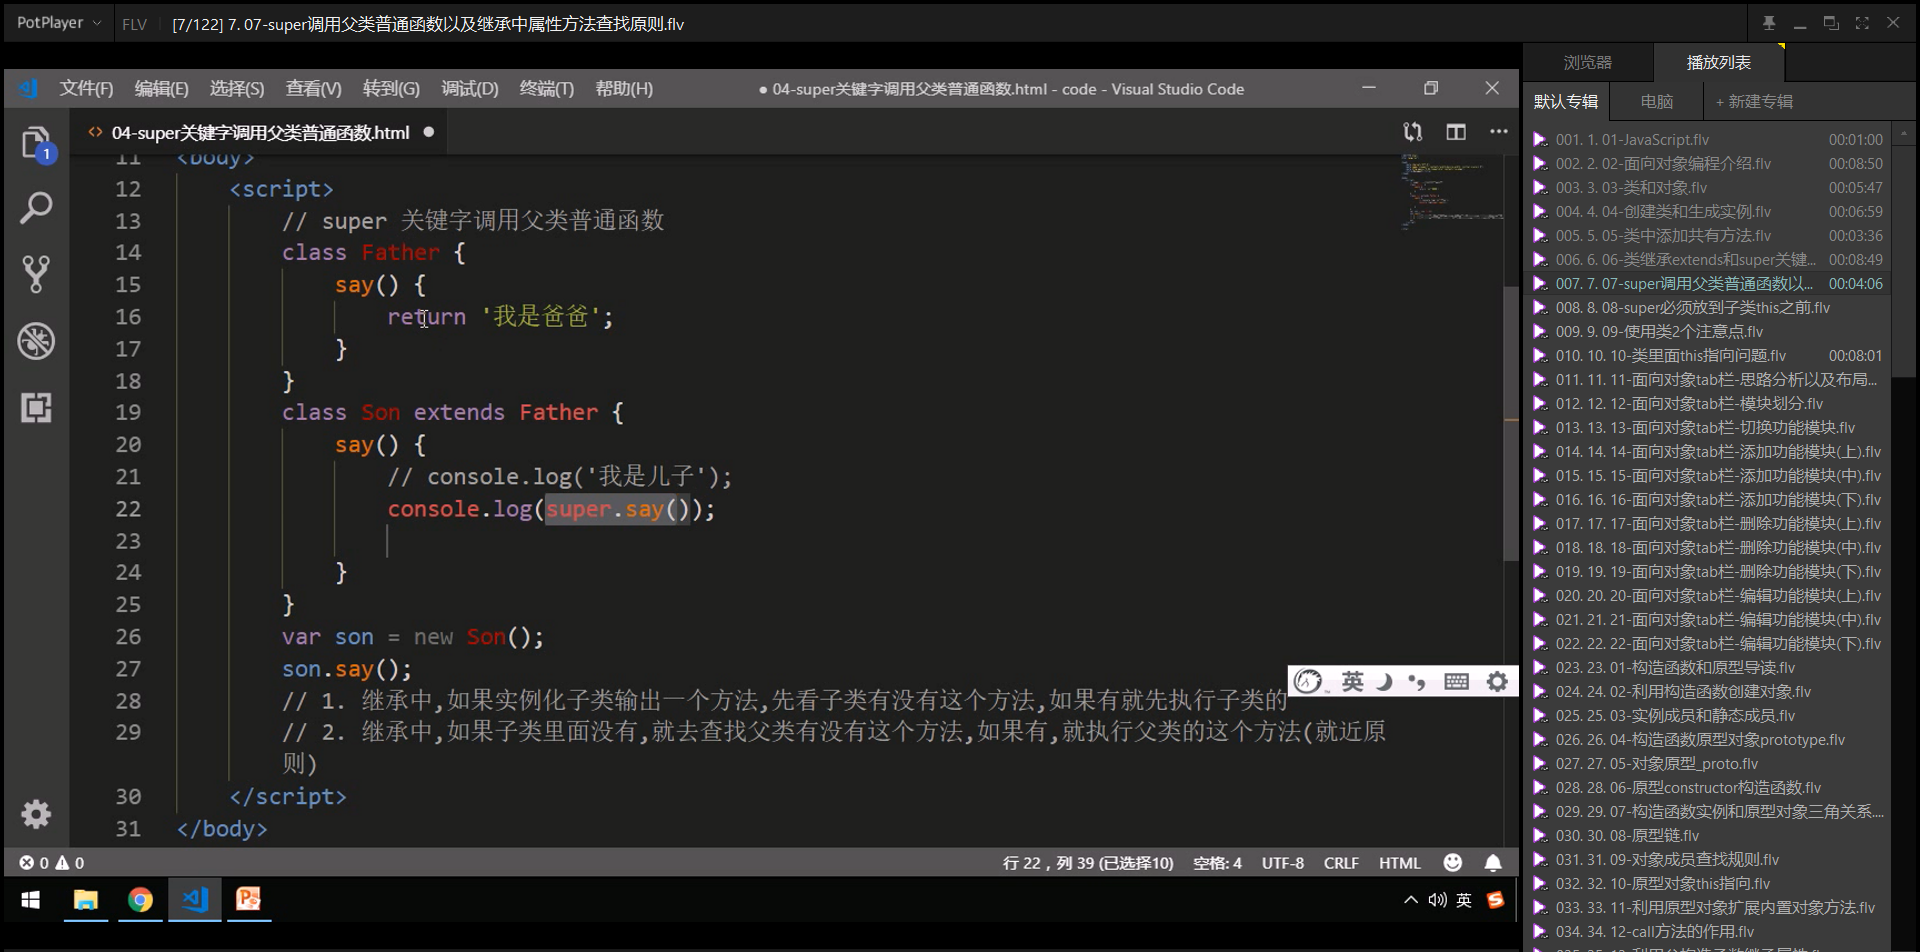 PotPlayer FLV [7/122] 7. 07-super调用父类普通函数以及继承中属性方法查找原则.flv
文件(F) 编辑(E) 选择(S) 查看(V) 转到(G) 调试(D) 终端(T) 帮助(H) ● 04-super关键字调用父类普通函数.html - code - Visual Studio Code
1
<> 04-super关键字调用父类普通函数.html ●
11 <body>
12 <script>
13 // super 关键字调用父类普通函数
14 class Father {
15 say() {
16 return '我是爸爸';
17 }
18 }
19 class Son extends Father {
20 say() {
21 // console.log('我是儿子');
22 console.log(super.say());
23
24 }
25 }
26 var son = new Son();
27 son.say();
28 // 1. 继承中,如果实例化子类输出一个方法,先看子类有没有这个方法,如果有就先执行子类的
29 // 2. 继承中,如果子类里面没有,就去查找父类有没有这个方法,如果有,就执行父类的这个方法(就近原
则)
30 </script>
31 </body>
英
0 0 行 22，列 39 (已选择10) 空格: 4 UTF-8 CRLF HTML
英
浏览器 播放列表
默认专辑 电脑 + 新建专辑
001. 1. 01-JavaScript.flv 00:01:00
002. 2. 02-面向对象编程介绍.flv 00:08:50
003. 3. 03-类和对象.flv 00:05:47
004. 4. 04-创建类和生成实例.flv 00:06:59
005. 5. 05-类中添加共有方法.flv 00:03:36
006. 6. 06-类继承extends和super关键... 00:08:49
007. 7. 07-super调用父类普通函数以... 00:04:06
008. 8. 08-super必须放到子类this之前.flv
009. 9. 09-使用类2个注意点.flv
010. 10. 10-类里面this指向问题.flv 00:08:01
011. 11. 11-面向对象tab栏-思路分析以及布局...
012. 12. 12-面向对象tab栏-模块划分.flv
013. 13. 13-面向对象tab栏-切换功能模块.flv
014. 14. 14-面向对象tab栏-添加功能模块(上).flv
015. 15. 15-面向对象tab栏-添加功能模块(中).flv
016. 16. 16-面向对象tab栏-添加功能模块(下).flv
017. 17. 17-面向对象tab栏-删除功能模块(上).flv
018. 18. 18-面向对象tab栏-删除功能模块(中).flv
019. 19. 19-面向对象tab栏-删除功能模块(下).flv
020. 20. 20-面向对象tab栏-编辑功能模块(上).flv
021. 21. 21-面向对象tab栏-编辑功能模块(中).flv
022. 22. 22-面向对象tab栏-编辑功能模块(下).flv
023. 23. 01-构造函数和原型导读.flv
024. 24. 02-利用构造函数创建对象.flv
025. 25. 03-实例成员和静态成员.flv
026. 26. 04-构造函数原型对象prototype.flv
027. 27. 05-对象原型_proto.flv
028. 28. 06-原型constructor构造函数.flv
029. 29. 07-构造函数实例和原型对象三角关系....
030. 30. 08-原型链.flv
031. 31. 09-对象成员查找规则.flv
032. 32. 10-原型对象this指向.flv
033. 33. 11-利用原型对象扩展内置对象方法.flv
034. 34. 12-call方法的作用.flv